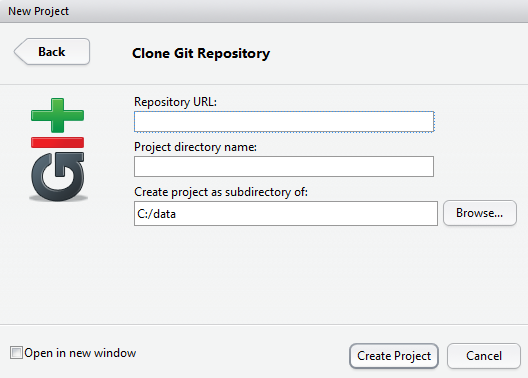 New Project
Back
Clone Git Repository
Repository URL:
Project directory name:
Create project as subdirectory of:
C:/data
Browse...
Open in new window
Create Project
Cancel